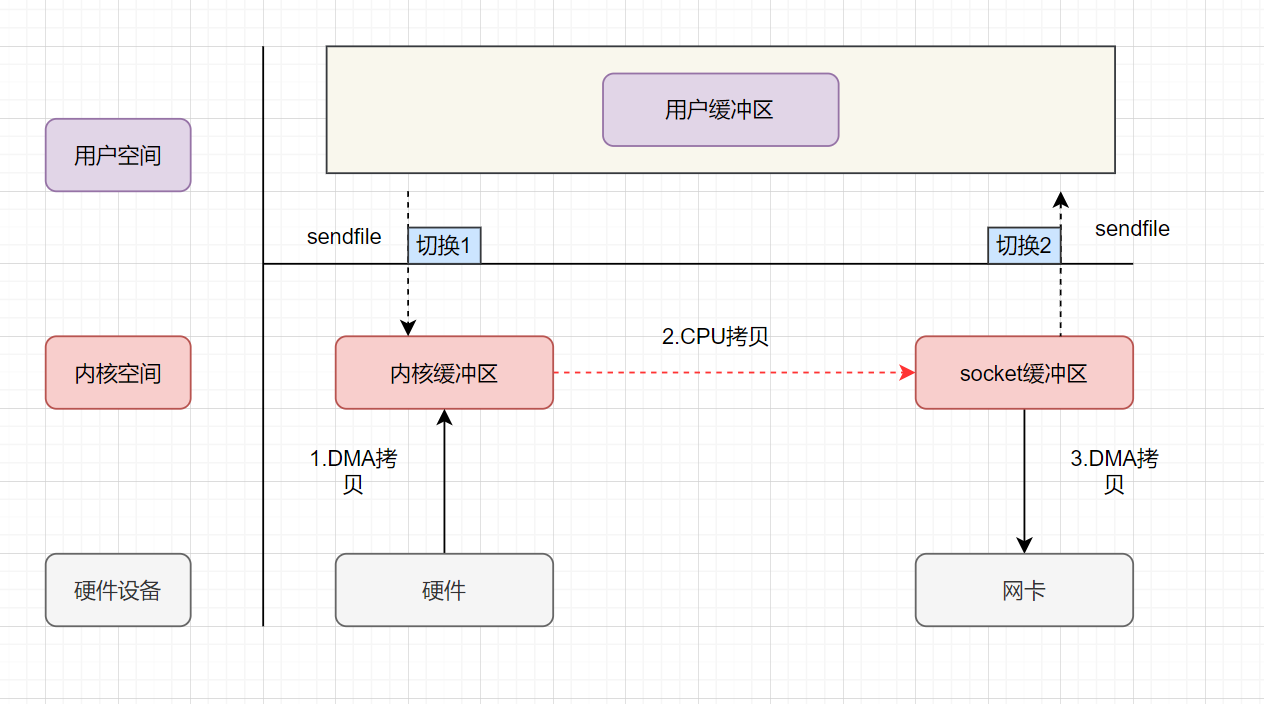 用户缓冲区
用户空间
sendfile
切换1
切换2
sendfile
2.CPU拷贝
内核空间
内核缓冲区
socket缓冲区
1.DMA拷
贝
3.DMA拷
贝
硬件设备
硬件
网卡